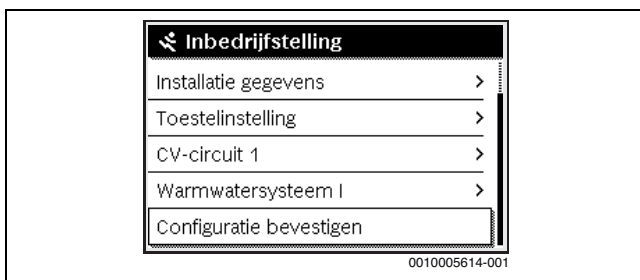 Inbedrijfstelling
Installatie gegevens >
Toestelinstelling >
CV-circuit 1 >
Warmwatersysteem I >
Configuratie bevestigen
0010005614-001